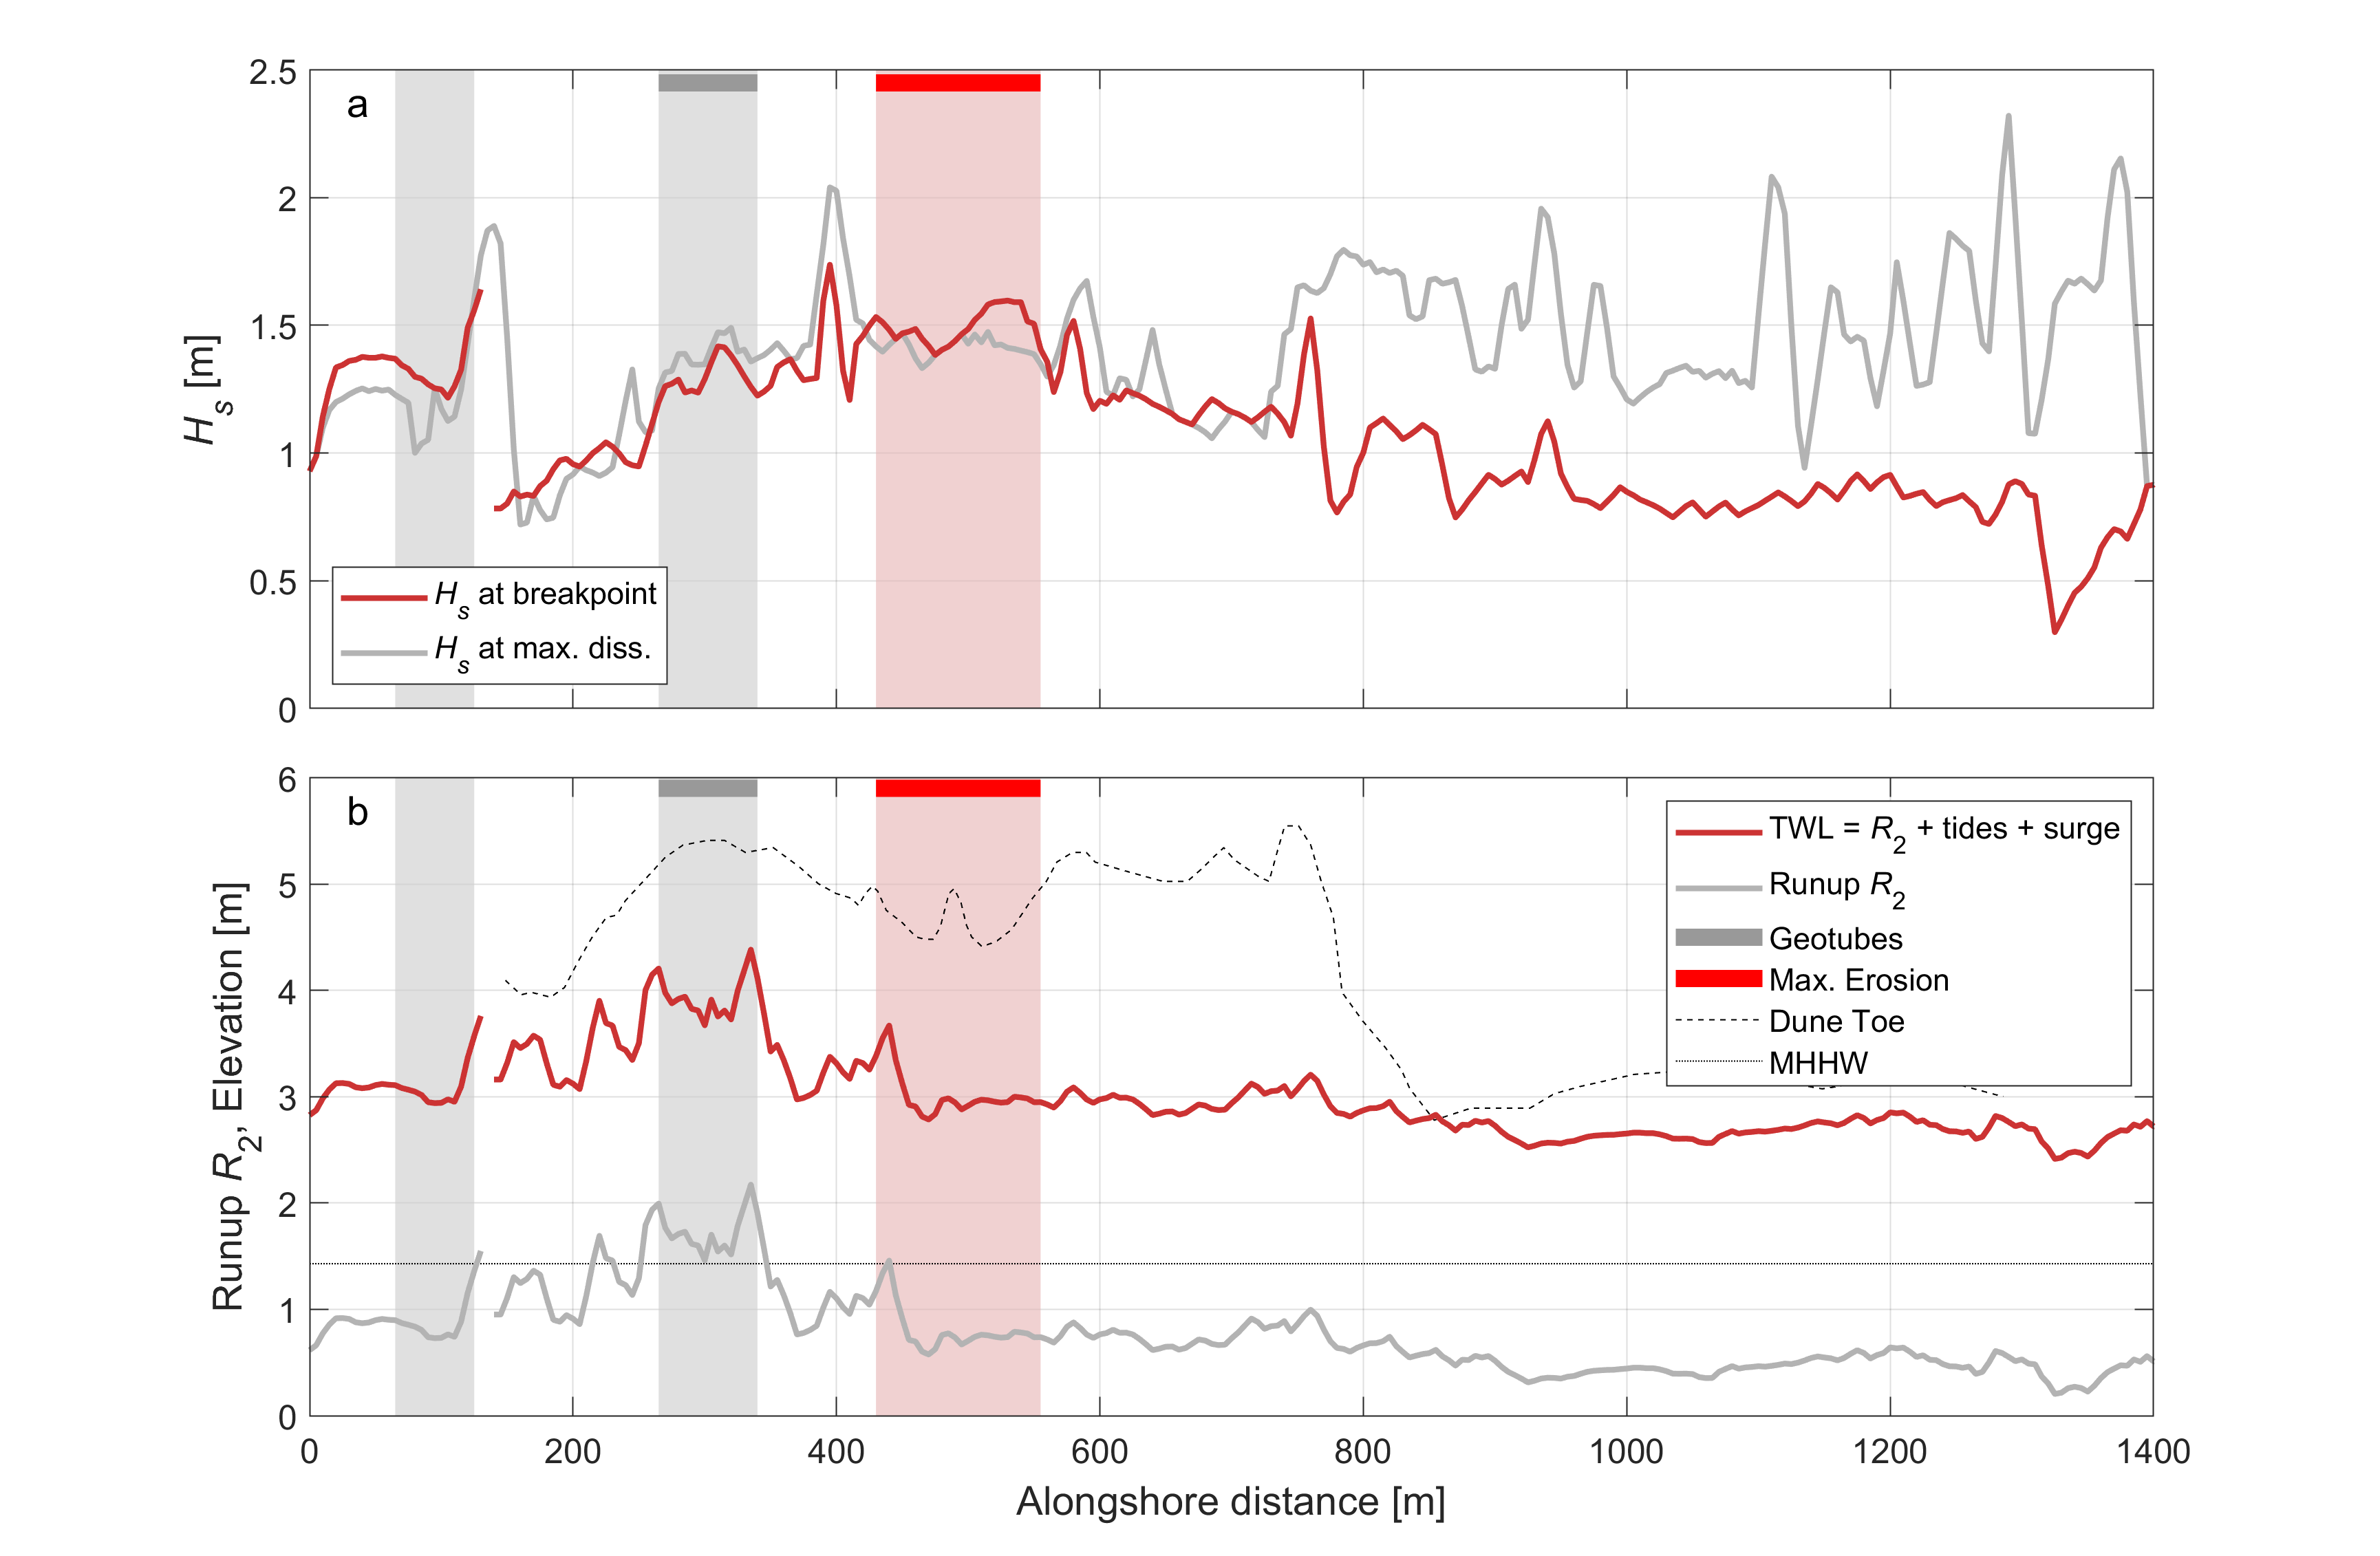 a
2.5
2
1.5
1
0.5
0
H_s [m]
H_s at breakpoint
H_s at max. diss.
b
6
5
4
3
2
1
0
Runup R_2, Elevation [m]
TWL = R_2 + tides + surge
Runup R_2
Geotubes
Max. Erosion
Dune Toe
MHHW
0 200 400 600 800 1000 1200 1400
Alongshore distance [m]